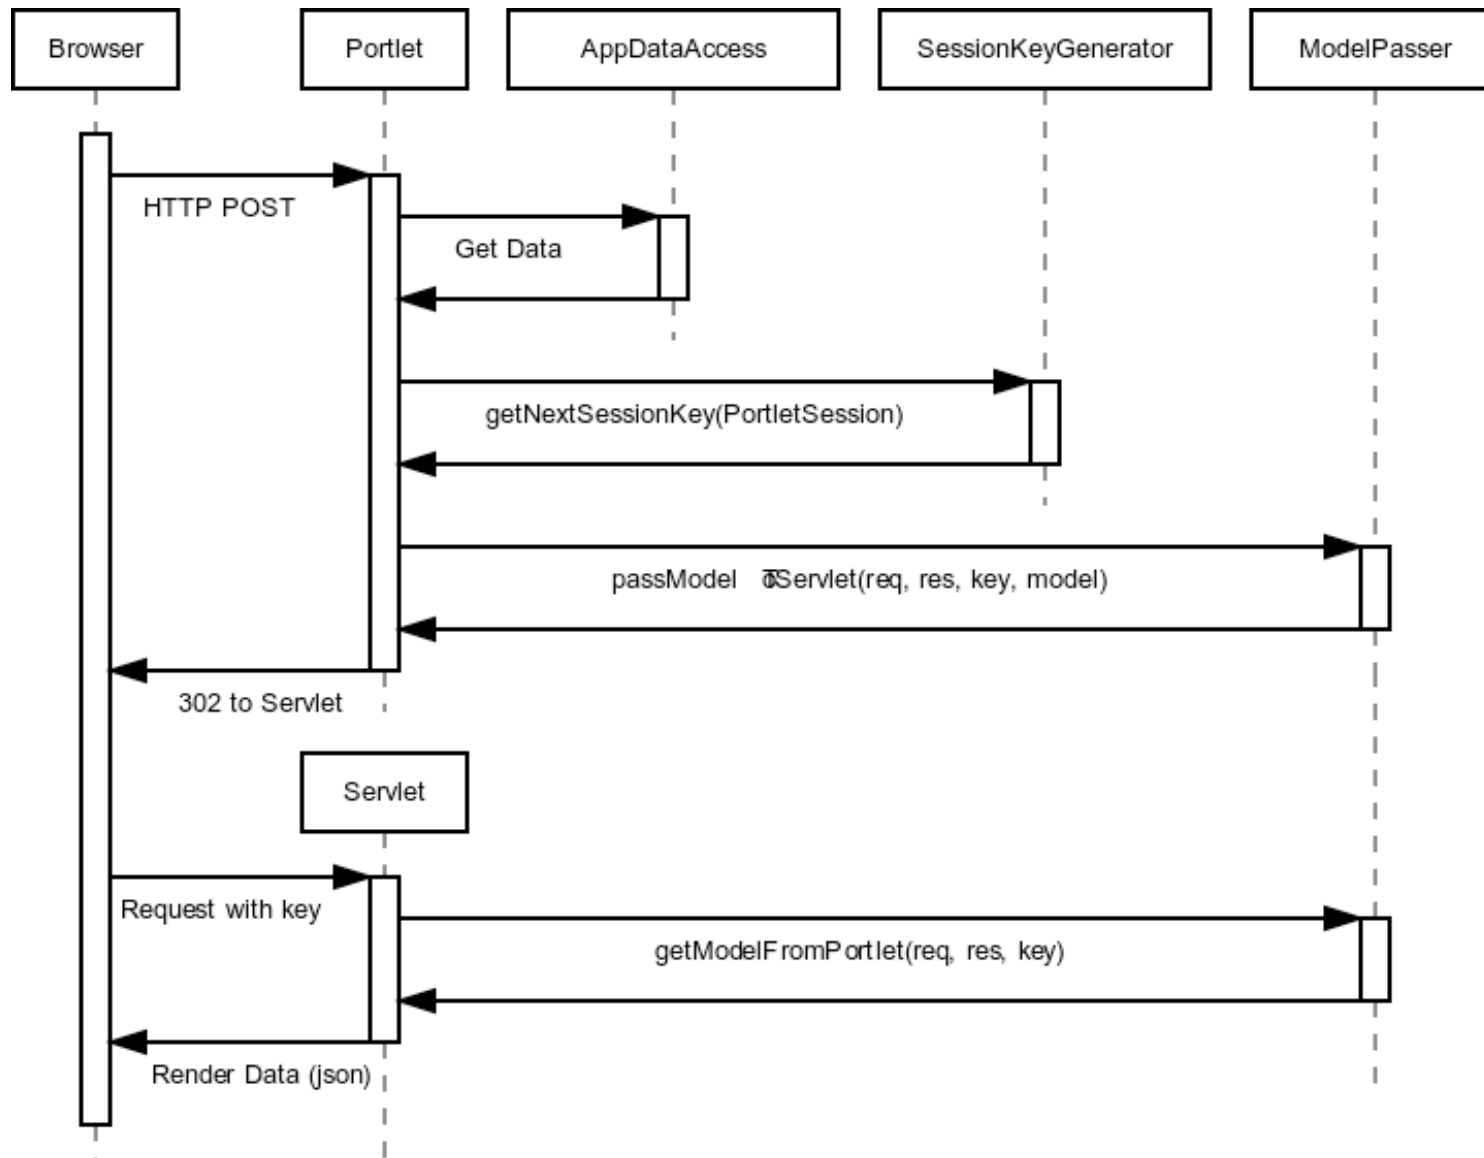 Browser
Portlet
AppDataAccess
SessionKeyGenerator
ModelPasser
HTTP POST
Get Data
getNextSessionKey(PortletSession)
passModel ToServlet(req, res, key, model)
302 to Servlet
Servlet
Request with key
getModelFromPortlet(req, res, key)
Render Data (json)